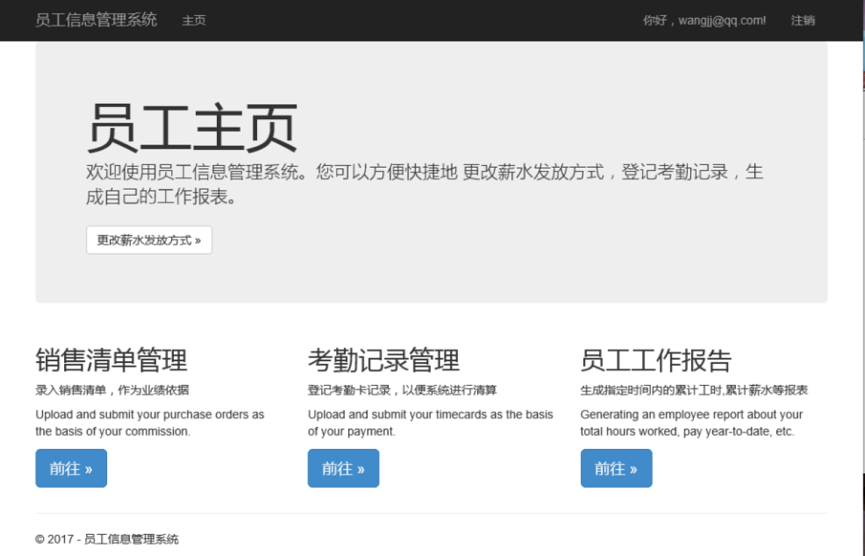 员工信息管理系统 主页 你好，wangjj@qq.com! 注销
员工主页
欢迎使用员工信息管理系统。您可以方便快捷地 更改薪水发放方式，登记考勤记录，生
成自己的工作报表。
更改薪水发放方式 »
销售清单管理
录入销售清单，作为业绩依据
Upload and submit your purchase orders as
the basis of your commission.
前往 »
考勤记录管理
登记考勤卡记录，以便系统进行清算
Upload and submit your timecards as the basis
of your payment.
前往 »
员工工作报告
生成指定时间内的累计工时,累计薪水等报表
Generating an employee report about your
total hours worked, pay year-to-date, etc.
前往 »
© 2017 - 员工信息管理系统